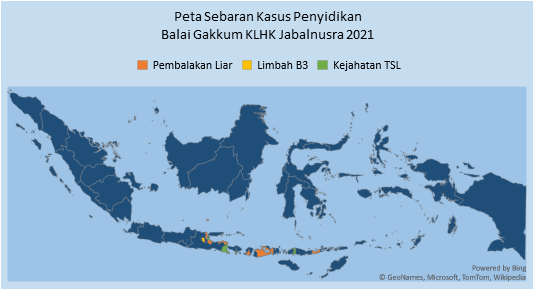 Peta Sebaran Kasus Penyidikan
Balai Gakkum KLHK Jabalnusra 2021
Pembalakan Liar Limbah B3 Kejahatan TSL
Powered by Bing
© GeoNames, Microsoft, TomTom, Wikipedia